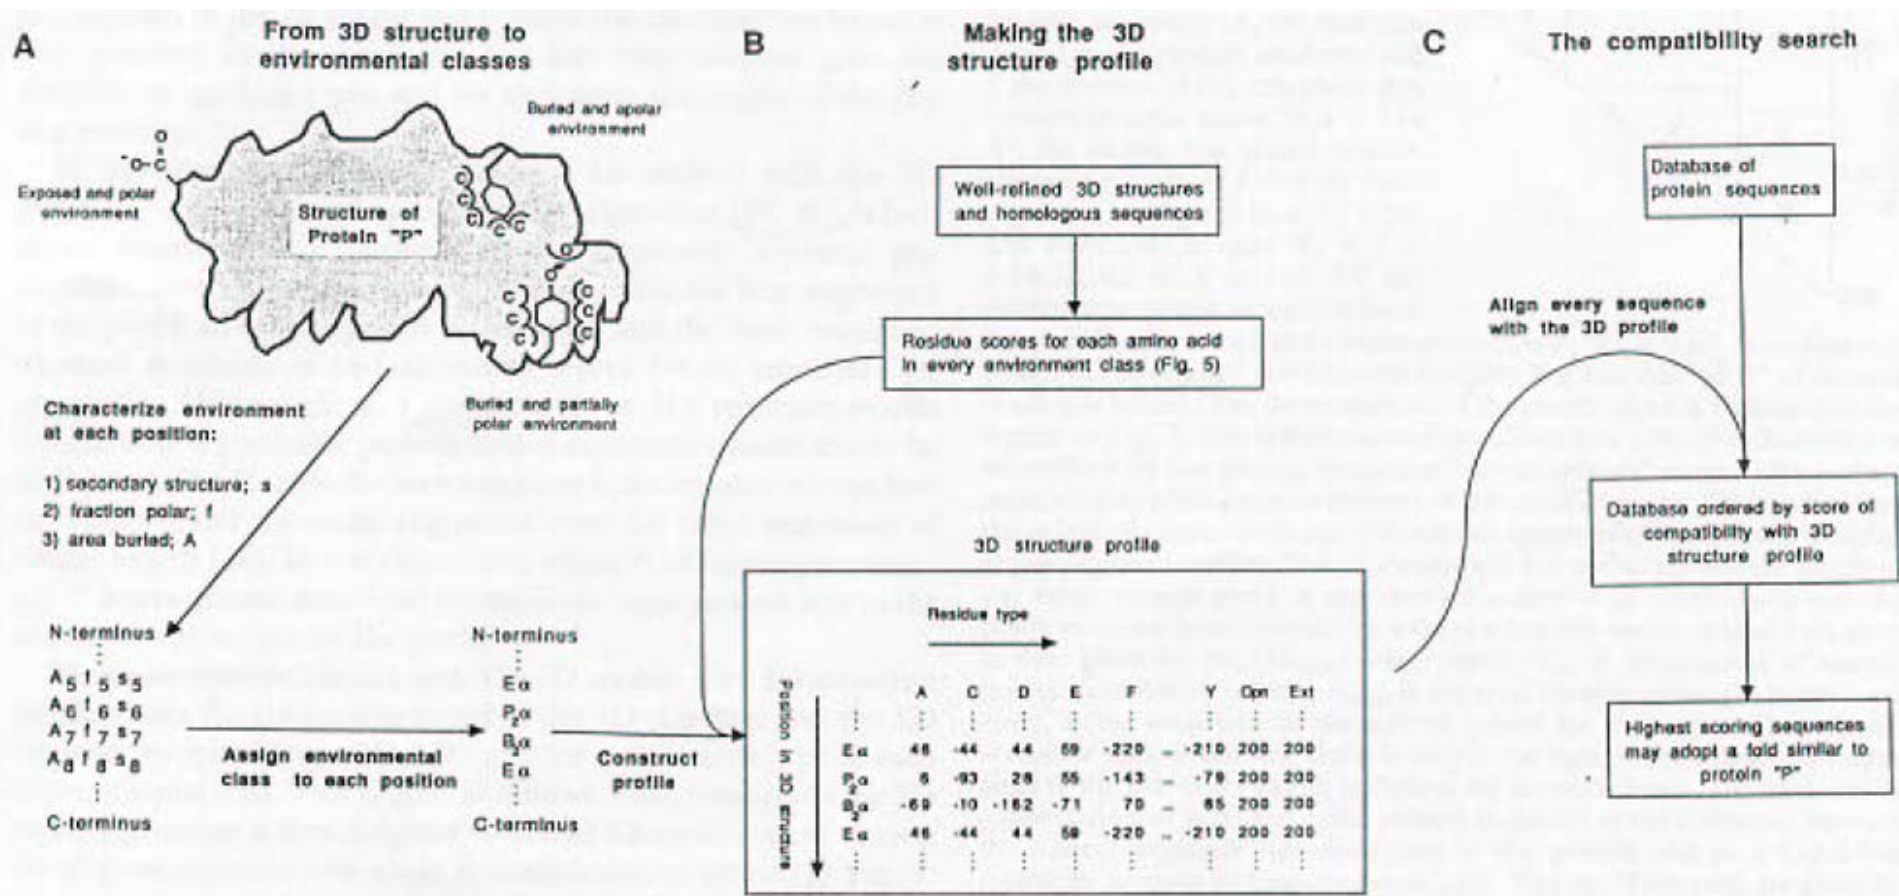 A
From 3D structure to
environmental classes
Buried and apolar
environment
O
-O-C
Exposed and polar
environment
Structure of
Protein "P"
C
C
C
C
C
O
O
C
C
C
C
C
C
Buried and partially
polar environment
Characterize environment
at each position:
1) secondary structure; s
2) fraction polar; f
3) area buried; A
N-terminus
A5 f5 s5
A6 f6 s6
A7 f7 s7
A8 f8 s8
C-terminus
Assign environmental
class to each position
N-terminus
Eα
P2α
B3α
Eα
C-terminus
Construct
profile
B
Making the 3D
structure profile
Well-refined 3D structures
and homologous sequences
Residue scores for each amino acid
in every environment class (Fig. 5)
3D structure profile
Residue type
Position in 3D structure
A C D E F ... Y Opn Ext
Eα 46 -44 44 59 -220 ... -210 200 200
P2α 6 -93 28 55 -143 ... -79 200 200
B2α -69 -10 -162 -71 70 ... 85 200 200
Eα 46 -44 44 59 -220 ... -210 200 200
C
The compatibility search
Database of
protein sequences
Align every sequence
with the 3D profile
Database ordered by score of
compatibility with 3D
structure profile
Highest scoring sequences
may adopt a fold similar to
protein "P"